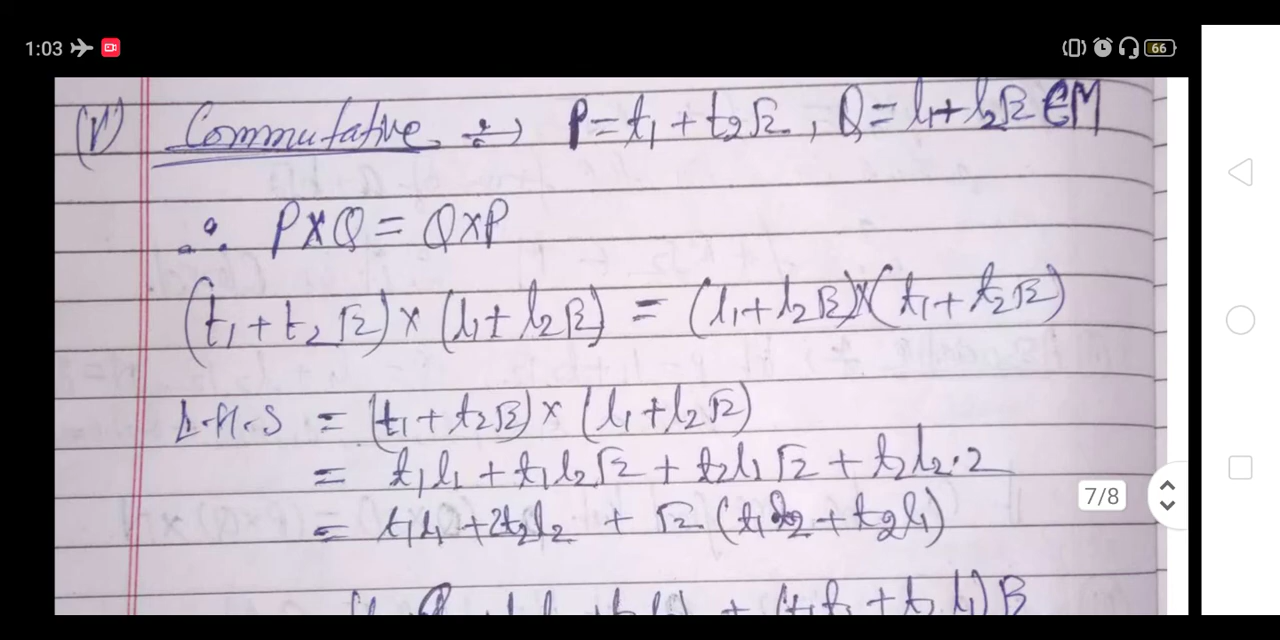 1:03
66
(V) Commutative :→ P = t₁ + t₂√2, Q = l₁ + l₂√2 ∈ M
∴ P×Q = Q×P
(t₁ + t₂√2) × (l₁ + l₂√2) = (l₁ + l₂√2) × (t₁ + t₂√2)
L.H.S = (t₁ + t₂√2) × (l₁ + l₂√2)
= t₁l₁ + t₁l₂√2 + t₂l₁√2 + t₂l₂·2
= t₁l₁ + 2t₂l₂ + √2 (t₁l₂ + t₂l₁)
7/8